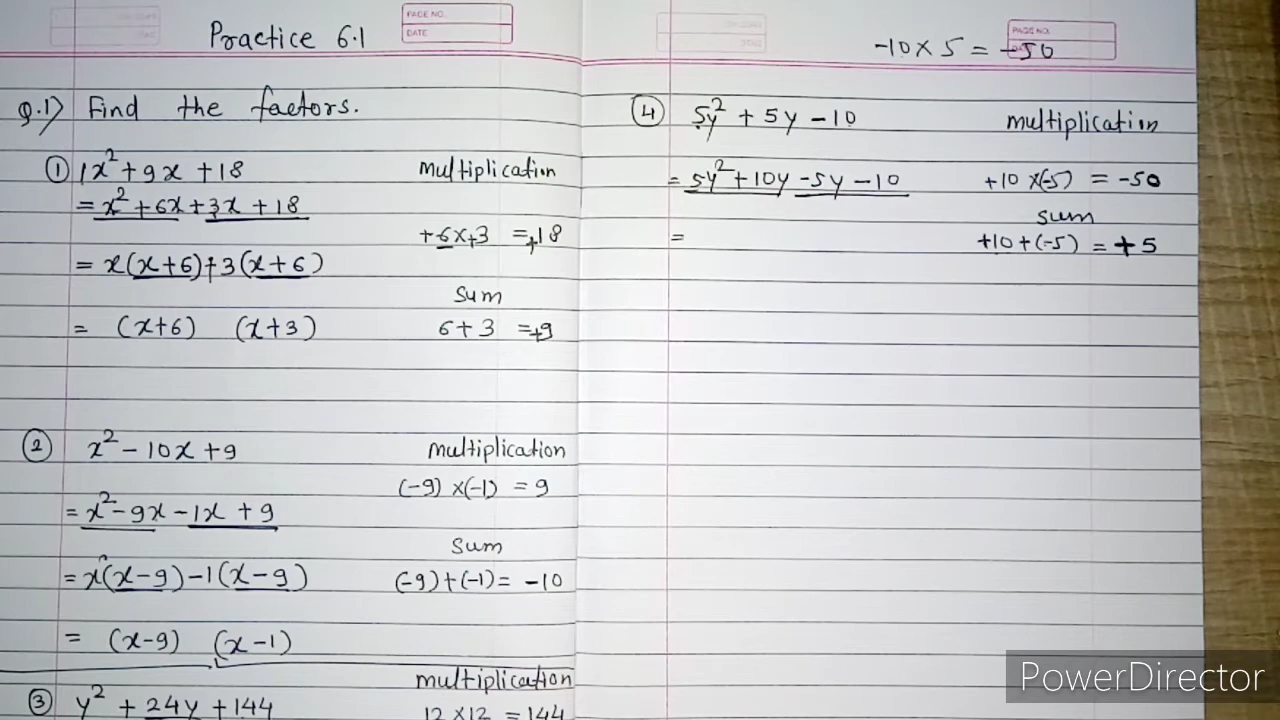 Practice 6.1
PAGE NO.
DATE
Q.1) Find the factors.
① 1x² + 9x + 18
multiplication
= x² + 6x + 3x + 18
+6x+3 = +18
= x(x+6) + 3(x+6)
sum
= (x+6) (x+3)
6 + 3 = +9
② x² - 10x + 9
multiplication
(-9) x(-1) = 9
= x² - 9x - 1x + 9
sum
= x(x-9) - 1(x-9)
(-9)+(-1) = -10
= (x-9) (x-1)
multiplication
③ y² + 24y + 144
12 x 12 = 144
PAGE NO.
-10 x 5 = -50
④ 5y² + 5y - 10
multiplication
= 5y² + 10y - 5y - 10
+10 x(-5) = -50
sum
=
+10 + (-5) = +5
PowerDirector